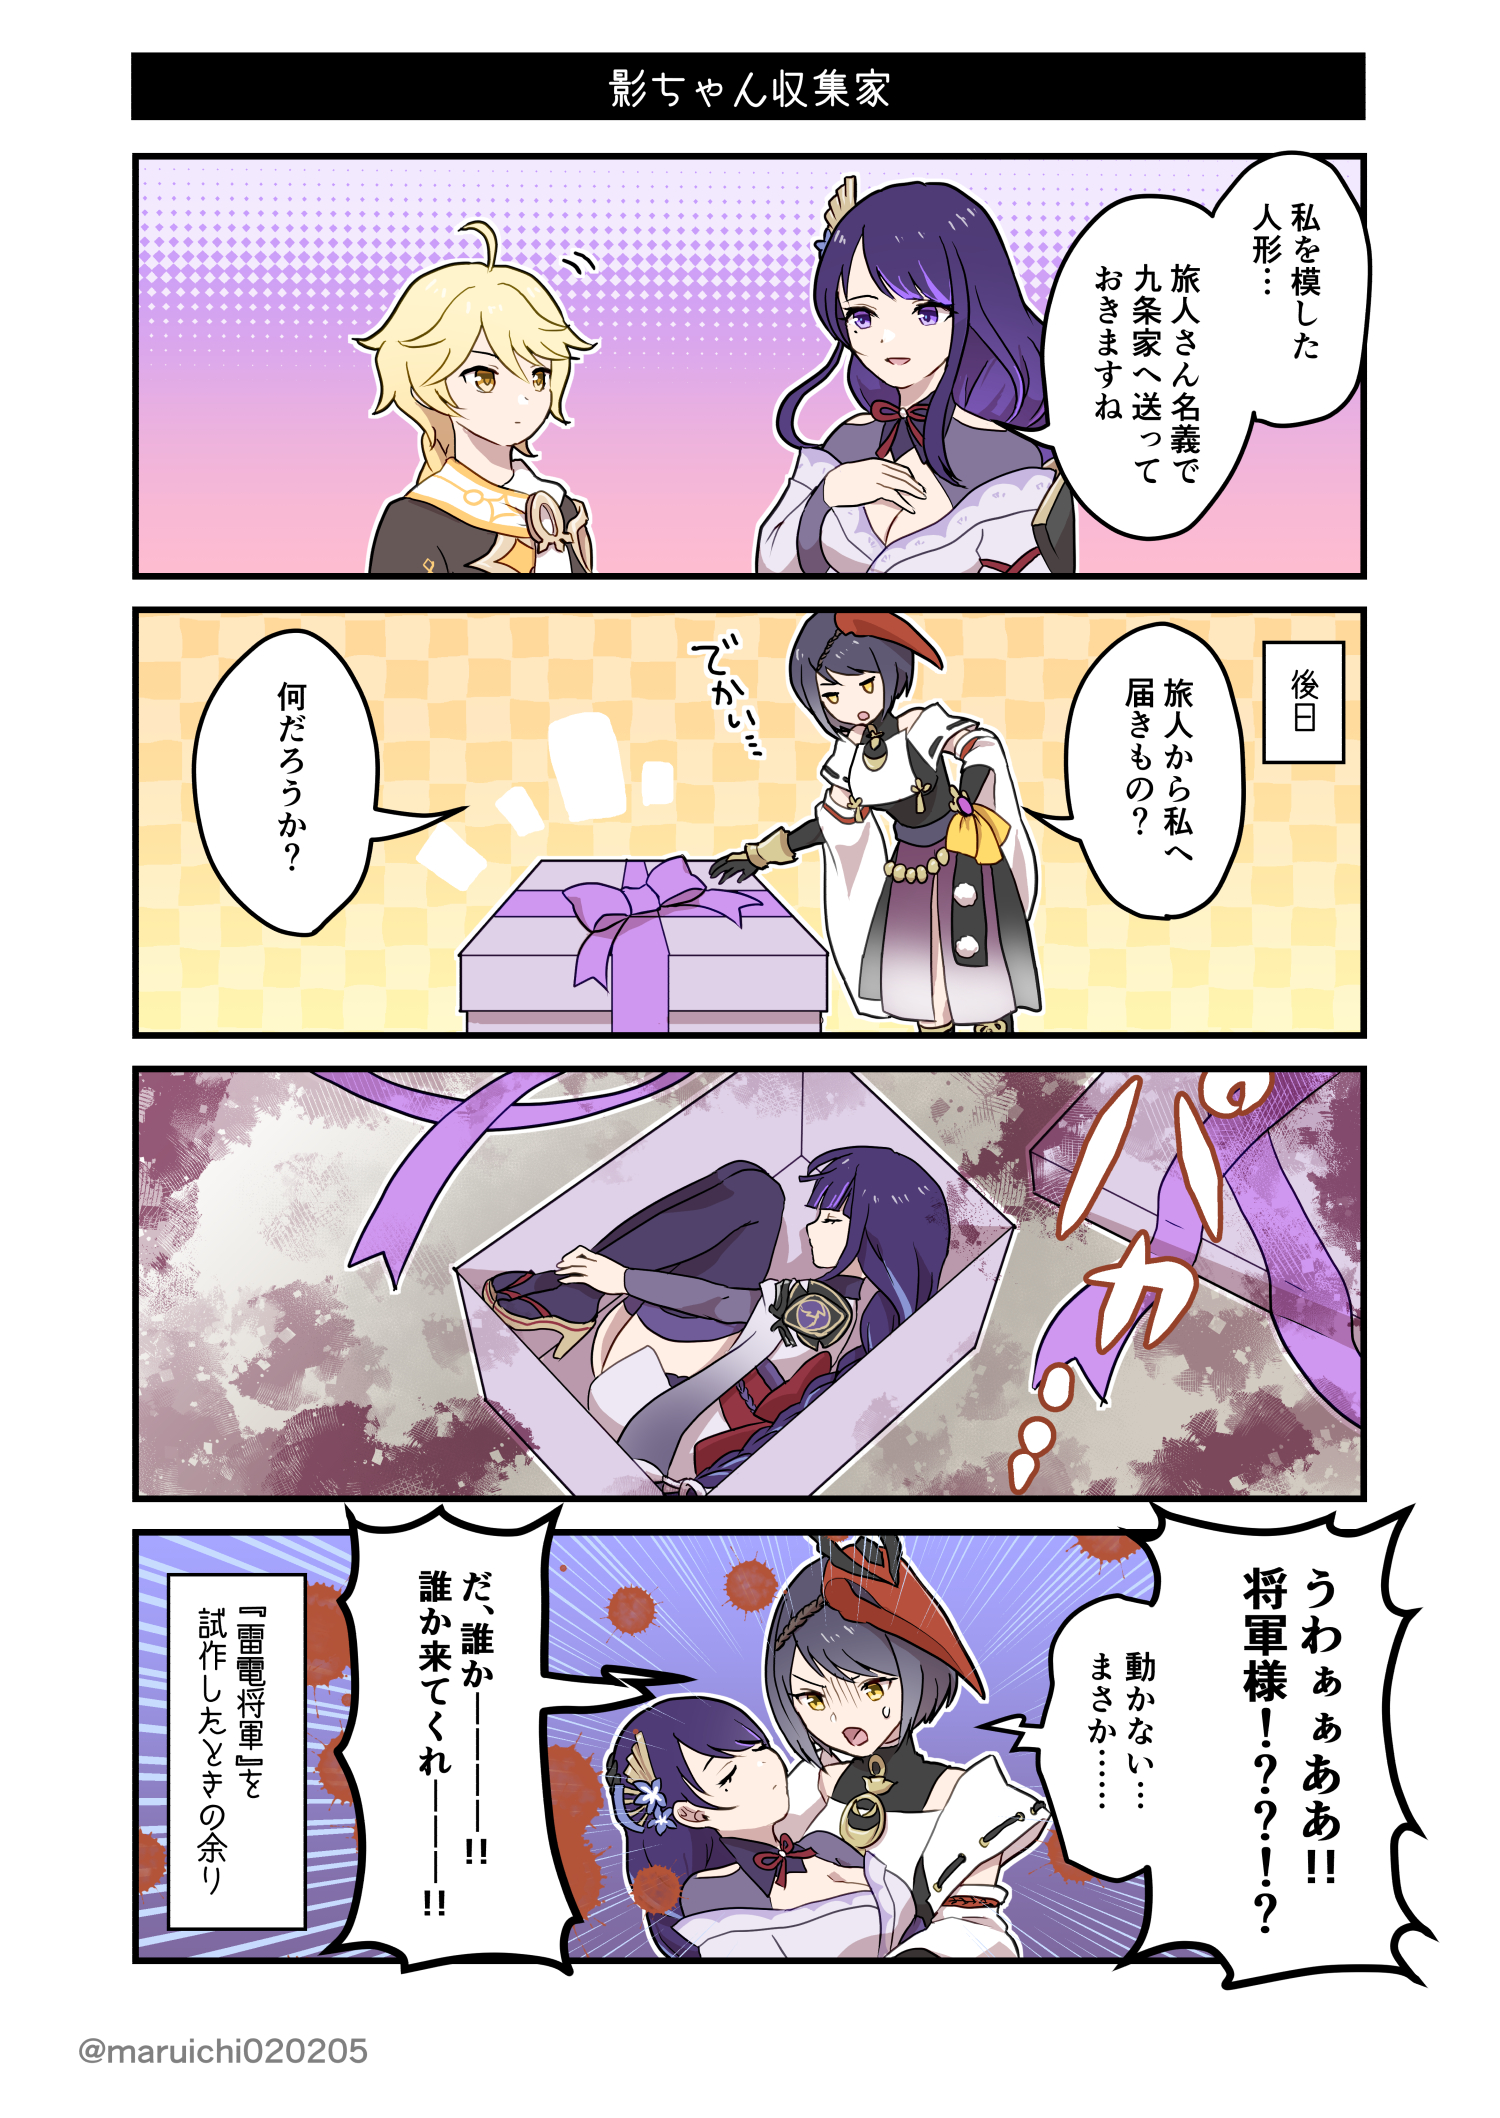 影ちゃん収集家
私を模した
人形…
旅人さん名義で
九条家へ送って
おきますね
後日
旅人から私へ
届きもの？
でかい…
何だろうか？
パカ…
うわぁぁああ!!
将軍様！？？！？
動かない…
まさか……
だ、誰か――――!!
誰か来てくれ―――!!
『雷電将軍』を
試作したときの余り
@maruichi020205